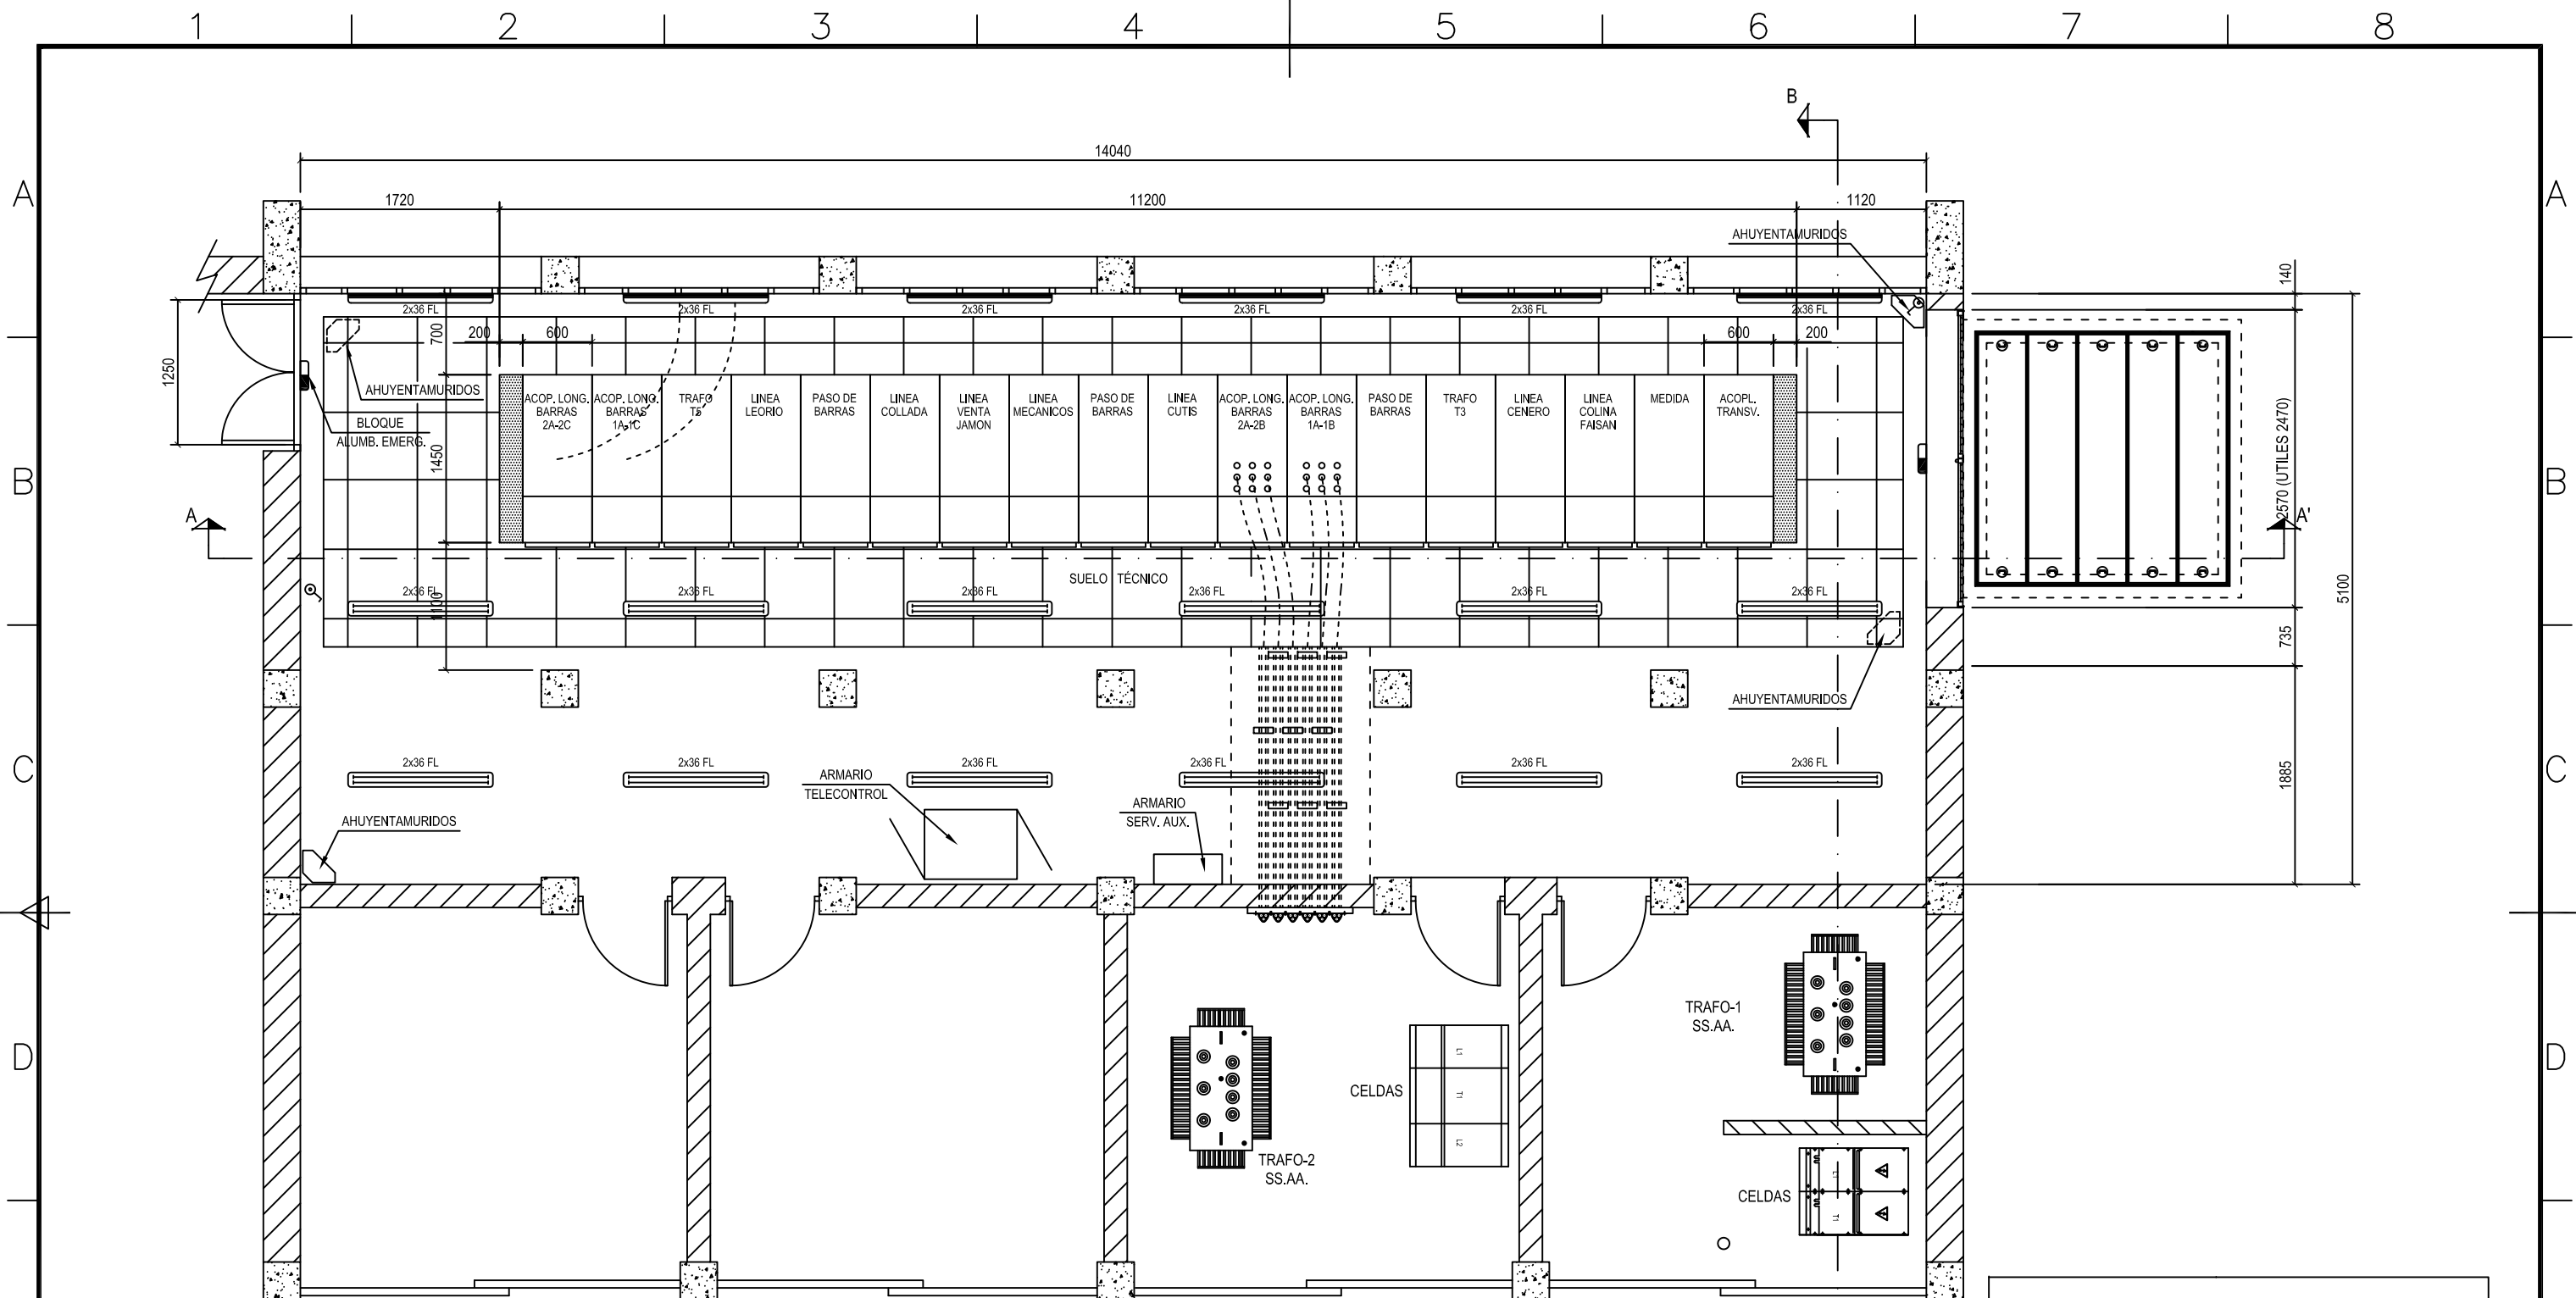 1 2 3 4 5 6 7 8
B
14040
A A
1720 11200 1120
AHUYENTAMURIDOS
140
2x36 FL 2x36 FL 2x36 FL 2x36 FL 2x36 FL 2x36 FL
700
200 600 600 200
1250
AHUYENTAMURIDOS
BLOQUE
ALUMB. EMERG.
ACOP. LONG.
BARRAS
2A-2C
ACOP. LONG.
BARRAS
1A-1C
TRAFO
T5
LINEA
LEORIO
PASO DE
BARRAS
LINEA
COLLADA
LINEA
VENTA
JAMON
LINEA
MECANICOS
PASO DE
BARRAS
LINEA
CUTIS
ACOP. LONG.
BARRAS
2A-2B
ACOP. LONG.
BARRAS
1A-1B
PASO DE
BARRAS
TRAFO
T3
LINEA
CENERO
LINEA
COLINA
FAISAN
MEDIDA
ACOPL.
TRANSV.
1450
2570 (UTILES 2470)
B B
A A'
SUELO TÉCNICO
2x36 FL 2x36 FL 2x36 FL 2x36 FL 2x36 FL 2x36 FL
1100
5100
735
AHUYENTAMURIDOS
C C
2x36 FL 2x36 FL 2x36 FL 2x36 FL 2x36 FL 2x36 FL
1885
ARMARIO
TELECONTROL
ARMARIO
SERV. AUX.
AHUYENTAMURIDOS
TRAFO-1
SS.AA.
D D
CELDAS
L1
T1
L2
TRAFO-2
SS.AA.
CELDAS
L1
T1